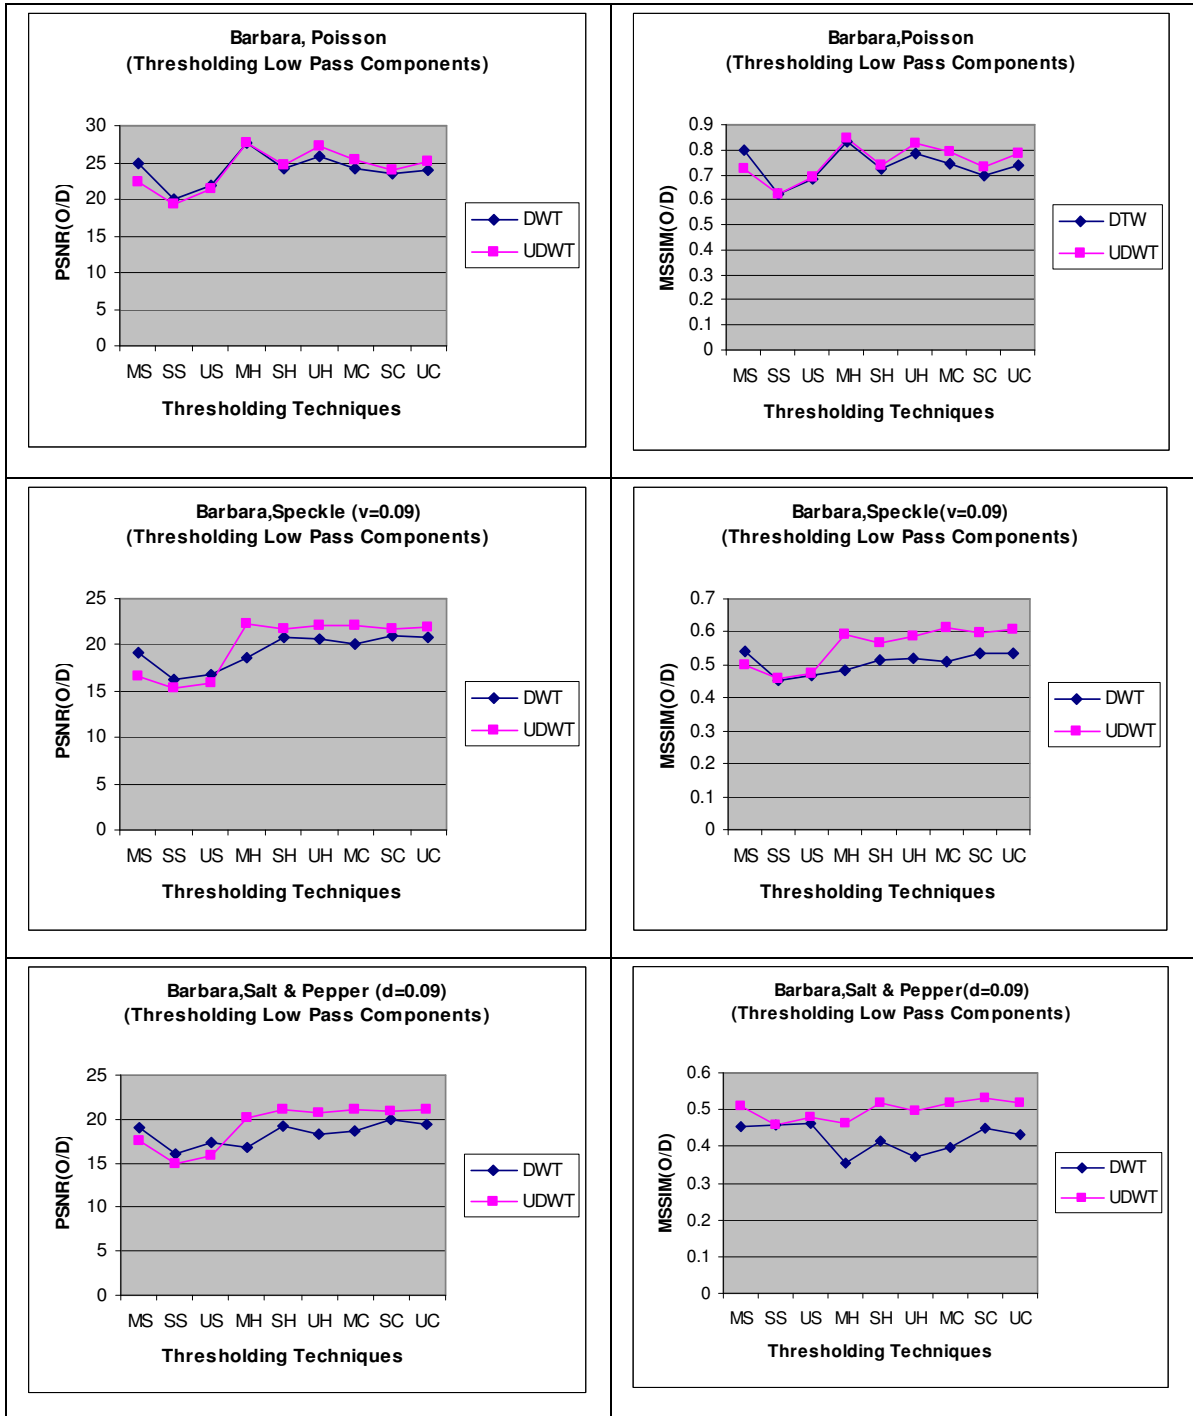 Barbara, Poisson
(Thresholding Low Pass Components)
30
25
20
15
10
5
0
PSNR(O/D)
MS SS US MH SH UH MC SC UC
Thresholding Techniques
DWT
UDWT
Barbara,Poisson
(Thresholding Low Pass Components)
0.9
0.8
0.7
0.6
0.5
0.4
0.3
0.2
0.1
0
MSSIM(O/D)
MS SS US MH SH UH MC SC UC
Thresholding Techniques
DTW
UDWT
Barbara,Speckle (v=0.09)
(Thresholding Low Pass Components)
25
20
15
10
5
0
PSNR(O/D)
MS SS US MH SH UH MC SC UC
Thresholding Techniques
DWT
UDWT
Barbara,Speckle(v=0.09)
(Thresholding Low Pass Components)
0.7
0.6
0.5
0.4
0.3
0.2
0.1
0
MSSIM(O/D)
MS SS US MH SH UH MC SC UC
Thresholding Techniques
DWT
UDWT
Barbara,Salt & Pepper (d=0.09)
(Thresholding Low Pass Components)
25
20
15
10
5
0
PSNR(O/D)
MS SS US MH SH UH MC SC UC
Thresholding Techniques
DWT
UDWT
Barbara,Salt & Pepper(d=0.09)
(Thresholding Low Pass Components)
0.6
0.5
0.4
0.3
0.2
0.1
0
MSSIM(O/D)
MS SS US MH SH UH MC SC UC
Thresholding Techniques
DWT
UDWT